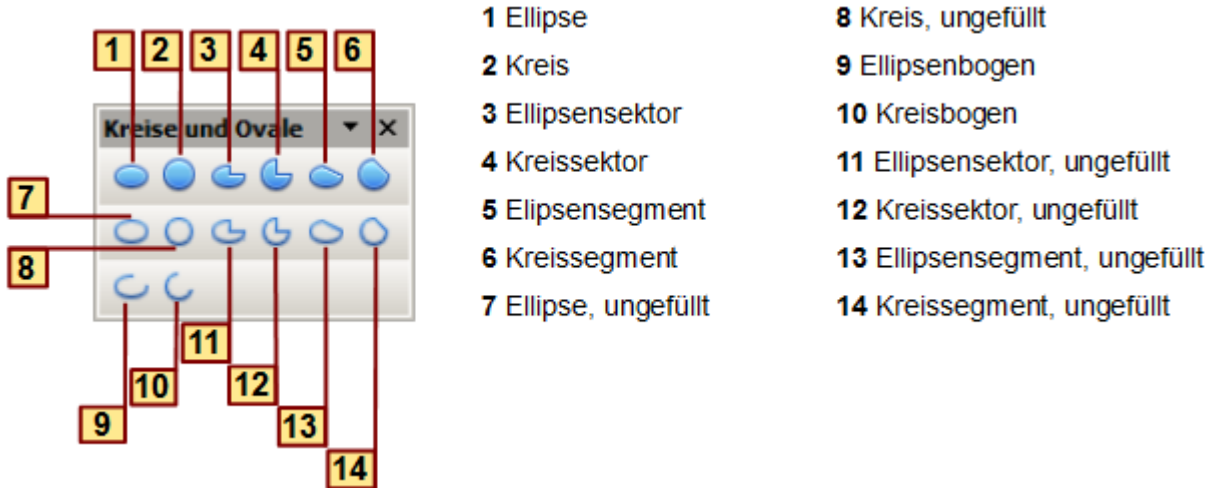 1 2 3 4 5 6
Kreise und Ovale
7
8
11
10 12
9 13
14
1 Ellipse
2 Kreis
3 Ellipsensektor
4 Kreissektor
5 Elipsensegment
6 Kreissegment
7 Ellipse, ungefüllt
8 Kreis, ungefüllt
9 Ellipsenbogen
10 Kreisbogen
11 Ellipsensektor, ungefüllt
12 Kreissektor, ungefüllt
13 Ellipsensegment, ungefüllt
14 Kreissegment, ungefüllt